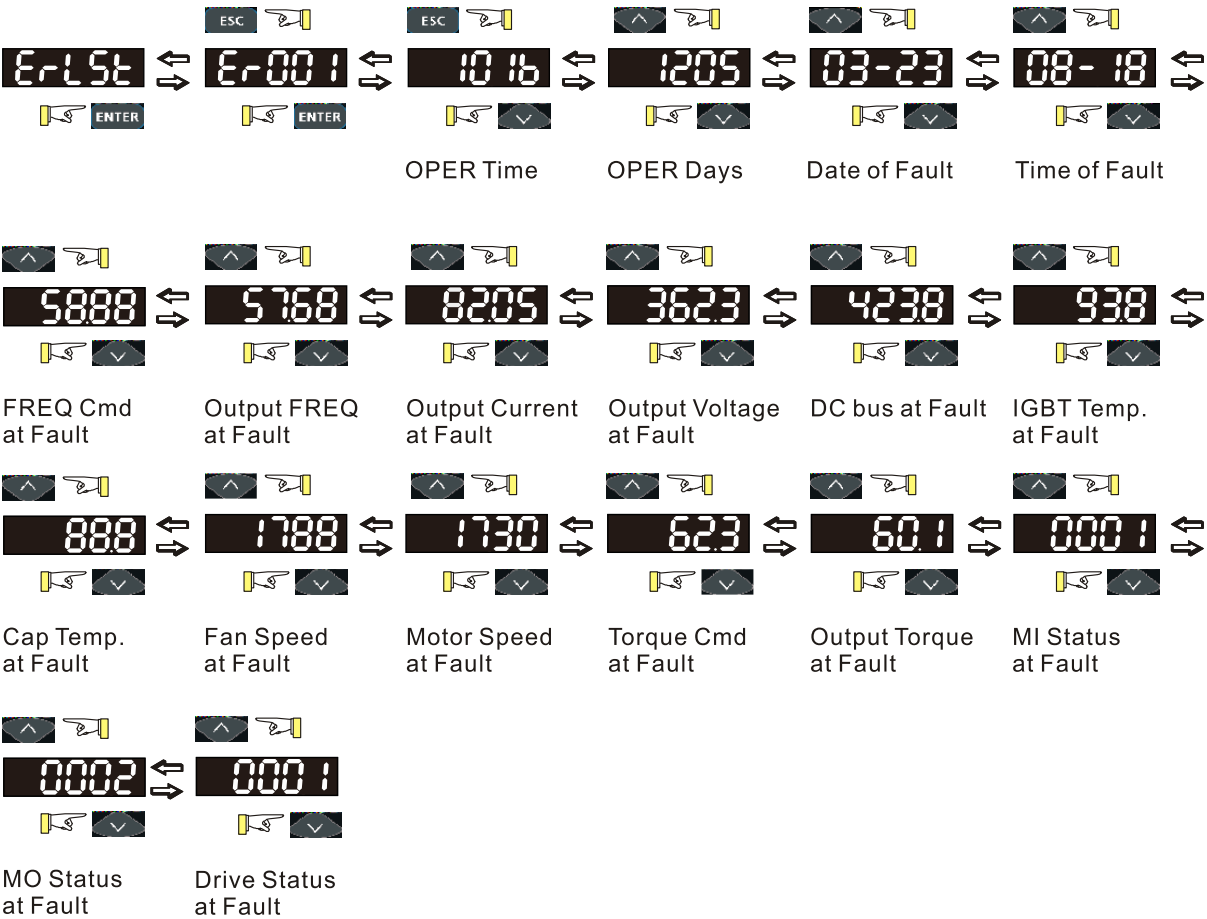 ESC ESC
ErLSt Er001 1016 1205 03-23 08-18
ENTER ENTER
OPER Time OPER Days Date of Fault Time of Fault
58.88 57.68 82.05 362.3 423.8 93.8
FREQ Cmd Output FREQ Output Current Output Voltage DC bus at Fault IGBT Temp.
at Fault at Fault at Fault at Fault at Fault
88.8 1788 1730 62.3 60.1 0001
Cap Temp. Fan Speed Motor Speed Torque Cmd Output Torque MI Status
at Fault at Fault at Fault at Fault at Fault at Fault
0002 0001
MO Status Drive Status
at Fault at Fault